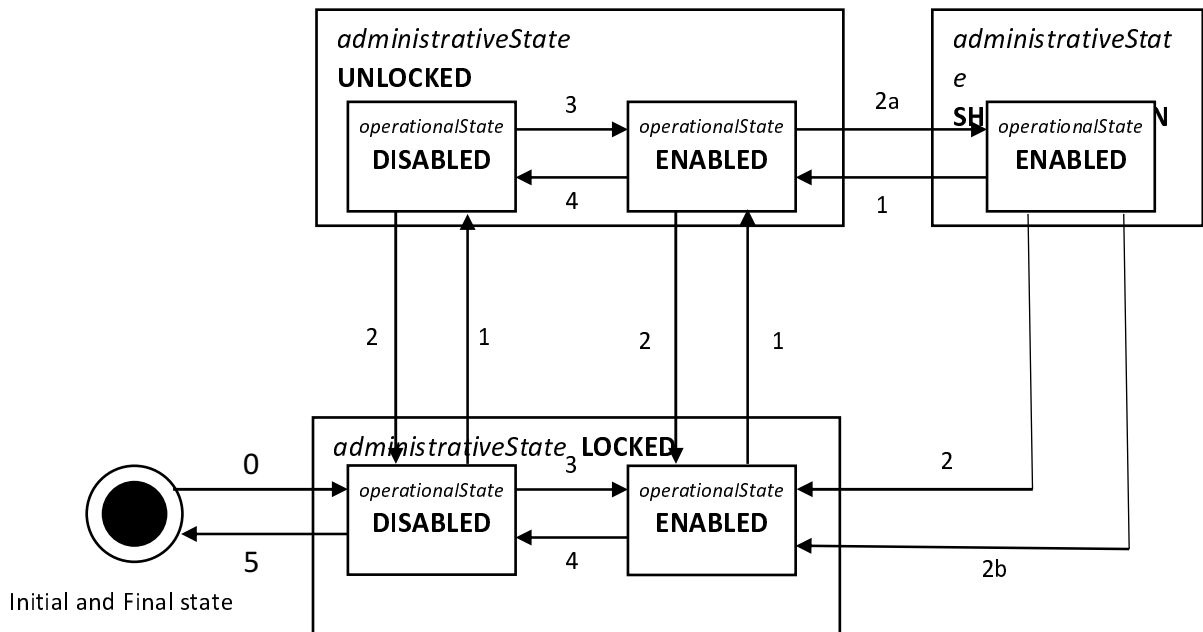 administrativeState
UNLOCKED
administrativeStat
e
operationalState
DISABLED
3
4
operationalState
ENABLED
2a
1
operationalState
ENABLED
2
1
2
1
administrativeState LOCKED
0
5
operationalState
DISABLED
3
4
operationalState
ENABLED
2
2b
Initial and Final state